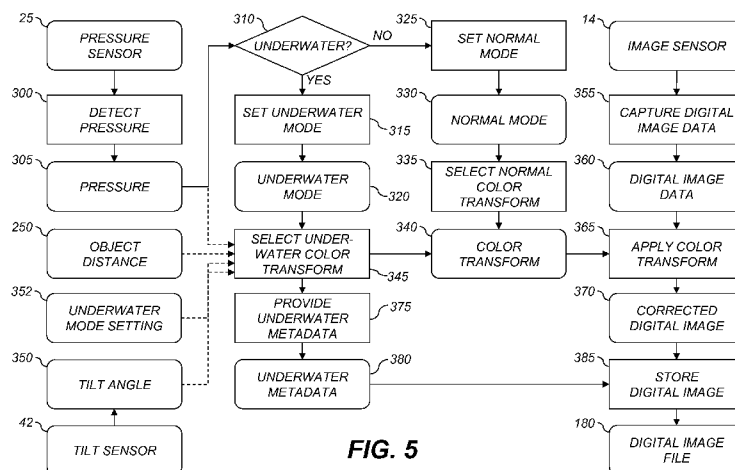 25
PRESSURE
SENSOR
300
DETECT
PRESSURE
305
PRESSURE
250
OBJECT
DISTANCE
352
UNDERWATER
MODE SETTING
350
TILT ANGLE
42
TILT SENSOR
310
UNDERWATER?
NO
YES
SET UNDERWATER
MODE
315
UNDERWATER
MODE
320
SELECT UNDER-
WATER COLOR
TRANSFORM
345
PROVIDE
UNDERWATER
METADATA
375
UNDERWATER
METADATA
380
325
SET NORMAL
MODE
330
NORMAL MODE
335
SELECT NORMAL
COLOR
TRANSFORM
340
COLOR
TRANSFORM
14
IMAGE SENSOR
355
CAPTURE DIGITAL
IMAGE DATA
360
DIGITAL IMAGE
DATA
365
APPLY COLOR
TRANSFORM
370
CORRECTED
DIGITAL IMAGE
385
STORE
DIGITAL IMAGE
180
DIGITAL IMAGE
FILE
FIG. 5